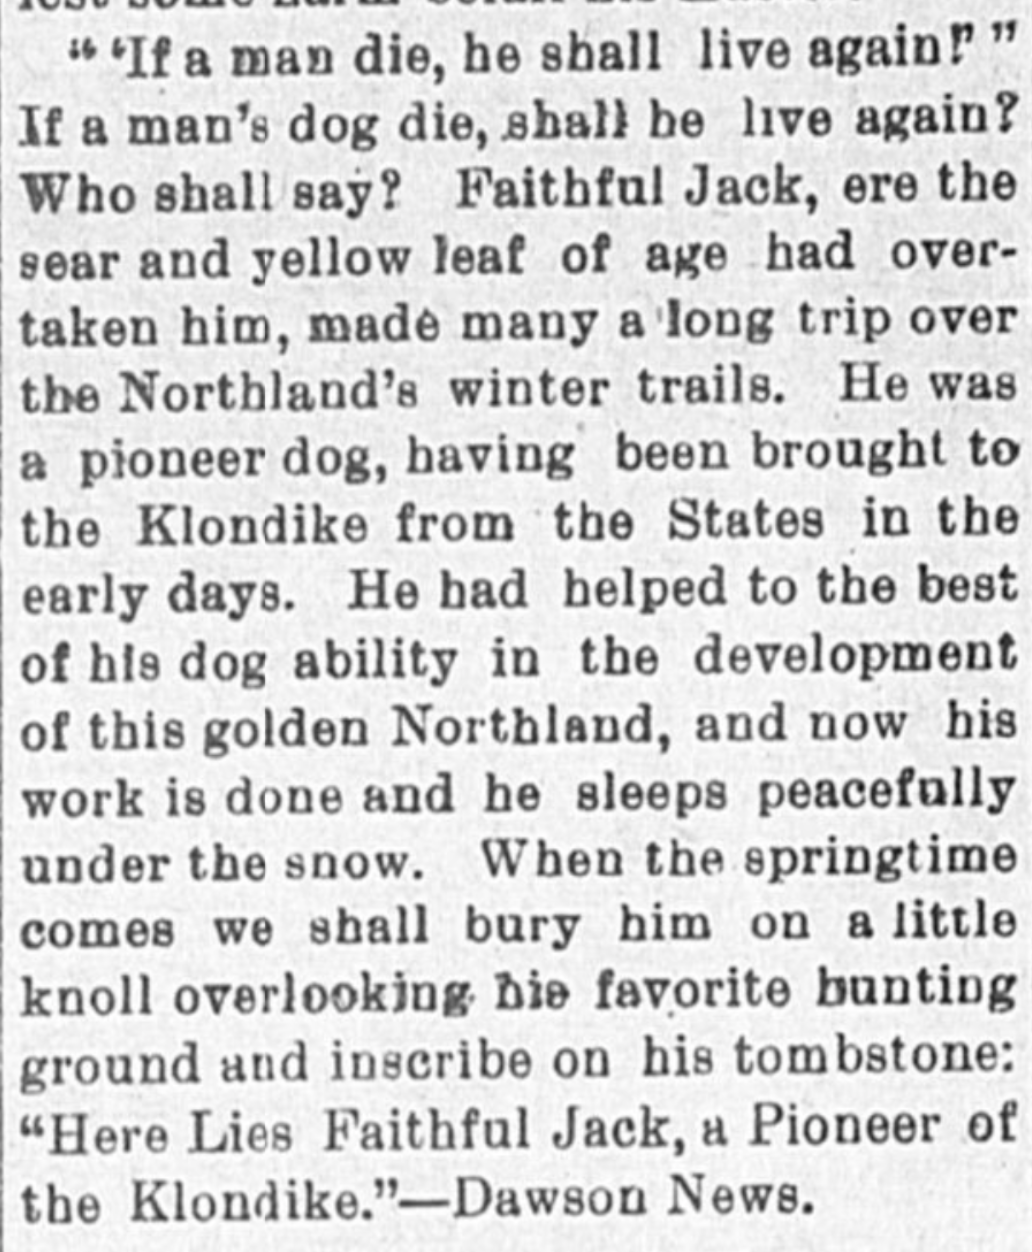 “ ‘If a man die, he shall live again!’ ”
If a man's dog die, shall he live again?
Who shall say? Faithful Jack, ere the
sear and yellow leaf of age had over-
taken him, made many a long trip over
the Northland's winter trails. He was
a pioneer dog, having been brought to
the Klondike from the States in the
early days. He had helped to the best
of his dog ability in the development
of this golden Northland, and now his
work is done and he sleeps peacefully
under the snow. When the springtime
comes we shall bury him on a little
knoll overlooking his favorite hunting
ground and inscribe on his tombstone:
“Here Lies Faithful Jack, a Pioneer of
the Klondike.”—Dawson News.